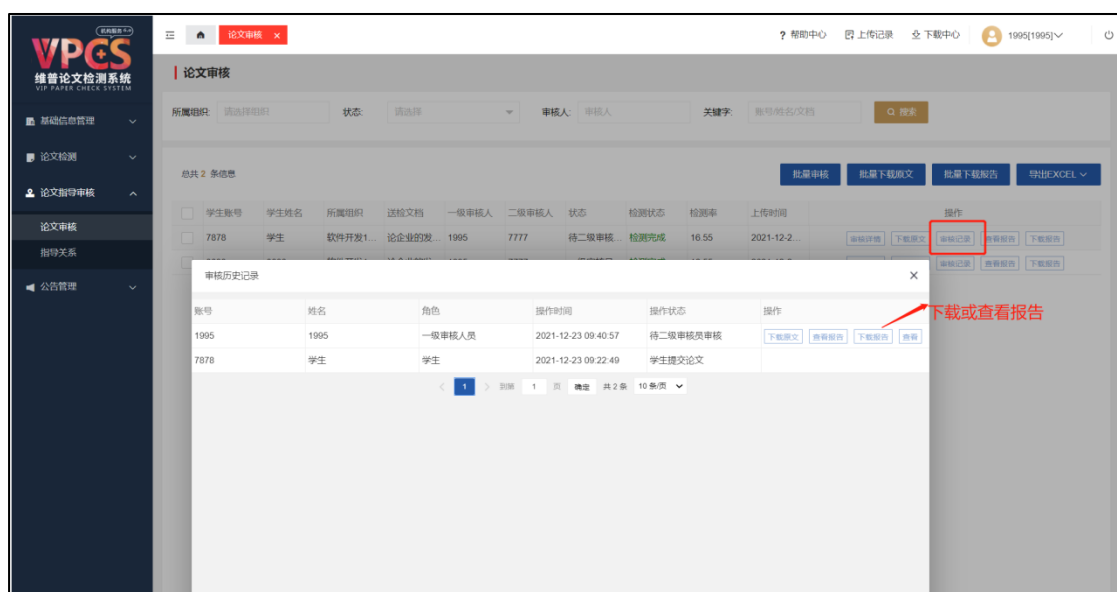 机构服务
VPCS
维普论文检测系统
VIP PAPER CHECK SYSTEM
论文审核 ×
? 帮助中心 上传记录 下载中心 1995[1995]
论文审核
基础信息管理
论文检测
论文指导审核
论文审核
指导关系
公告管理
所属组织: 请选择组织 状态: 请选择 审核人: 审核人 关键字: 账号/姓名/文档 搜索
总共 2 条信息 批量审核 批量下载原文 批量下载报告 导出EXCEL
学生账号 学生姓名 所属组织 送检文档 一级审核人 二级审核人 状态 检测状态 检测率 上传时间 操作
7878 学生 软件开发1... 论企业的发... 1995 7777 待二级审核... 检测完成 16.55 2021-12-2... 审核详情 下载原文 审核记录 查看报告 下载报告
审核记录 查看报告 下载报告
审核历史记录 ×
下载或查看报告
账号 姓名 角色 操作时间 操作状态 操作
1995 1995 一级审核人员 2021-12-23 09:40:57 待二级审核员审核 下载原文 查看报告 下载报告 查看
7878 学生 学生 2021-12-23 09:22:49 学生提交论文
< 1 > 到第 1 页 确定 共 2 条 10 条/页